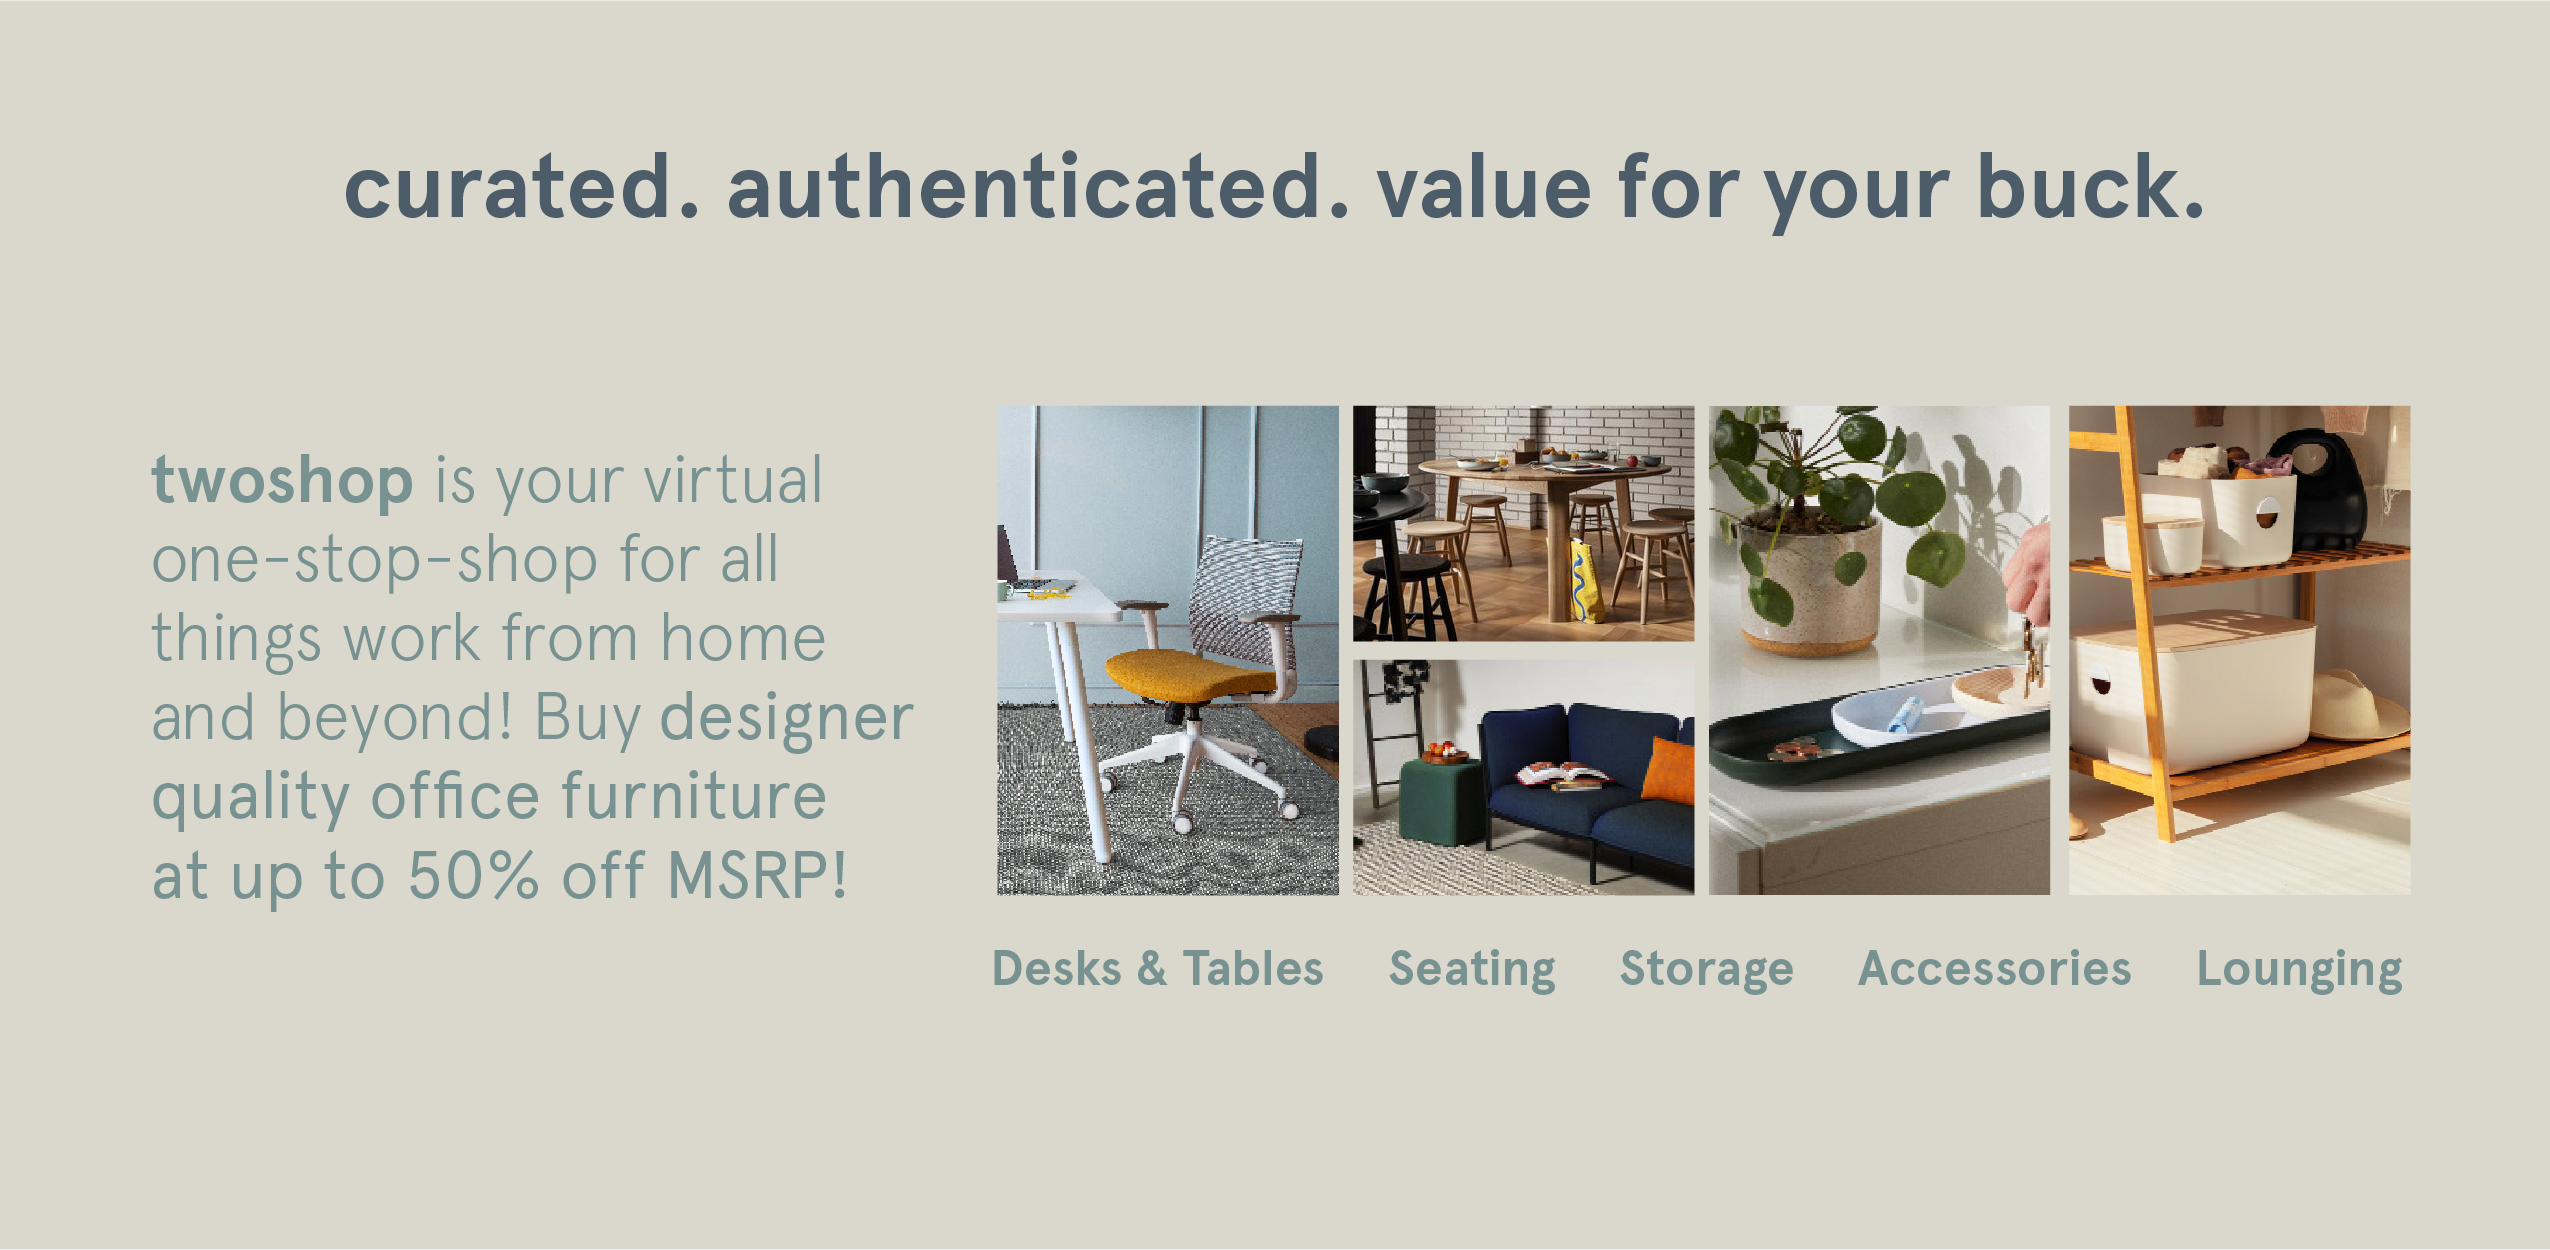 curated. authenticated. value for your buck.
twoshop is your virtual
one-stop-shop for all
things work from home
and beyond! Buy designer
quality office furniture
at up to 50% off MSRP!
Desks & Tables Seating Storage Accessories Lounging